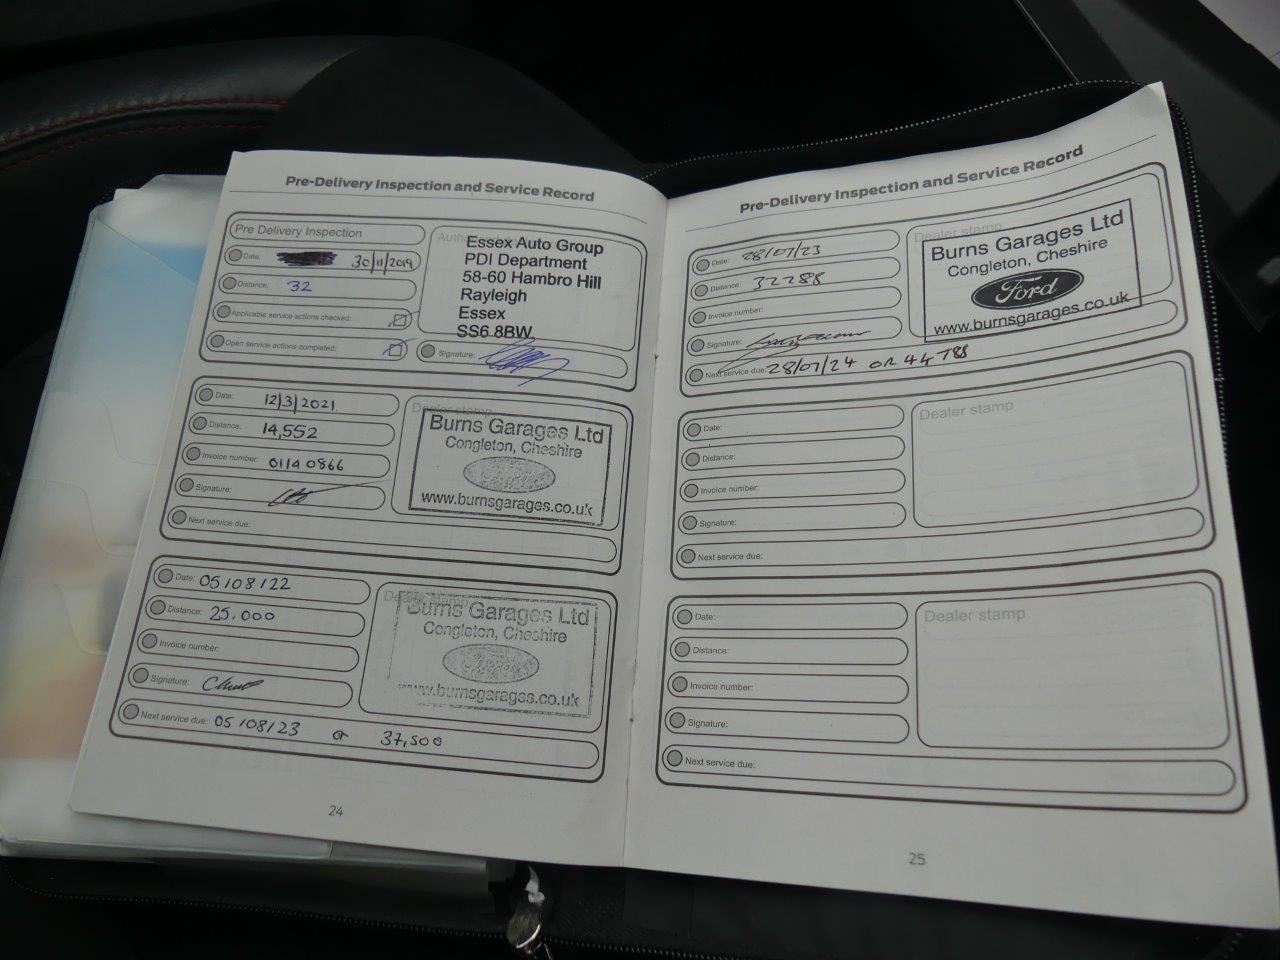 Pre-Delivery Inspection and Service Record
Pre Delivery Inspection
Date: 30/11/2019
Distance: 32
Applicable service actions checked:
Open service actions completed:
Essex Auto Group
PDI Department
58-60 Hambro Hill
Rayleigh
Essex
SS6 8BW
Signature:
Date: 12/3/2021
Distance: 14,552
Invoice number: 01140866
Signature:
Next service due:
Dealer stamp
Burns Garages Ltd
Congleton, Cheshire
www.burnsgarages.co.uk
Date: 05/08/22
Distance: 25,000
Invoice number:
Signature:
Next service due: 05/08/23 or 37,500
Dealer stamp
Burns Garages Ltd
Congleton, Cheshire
www.burnsgarages.co.uk
24
Pre-Delivery Inspection and Service Record
Date: 28/07/23
Distance: 32288
Invoice number:
Signature:
Next service due: 28/07/24 OR 44788
Dealer stamp
Burns Garages Ltd
Congleton, Cheshire
Ford
www.burnsgarages.co.uk
Date:
Distance:
Invoice number:
Signature:
Next service due:
Dealer stamp
Date:
Distance:
Invoice number:
Signature:
Next service due:
Dealer stamp
25